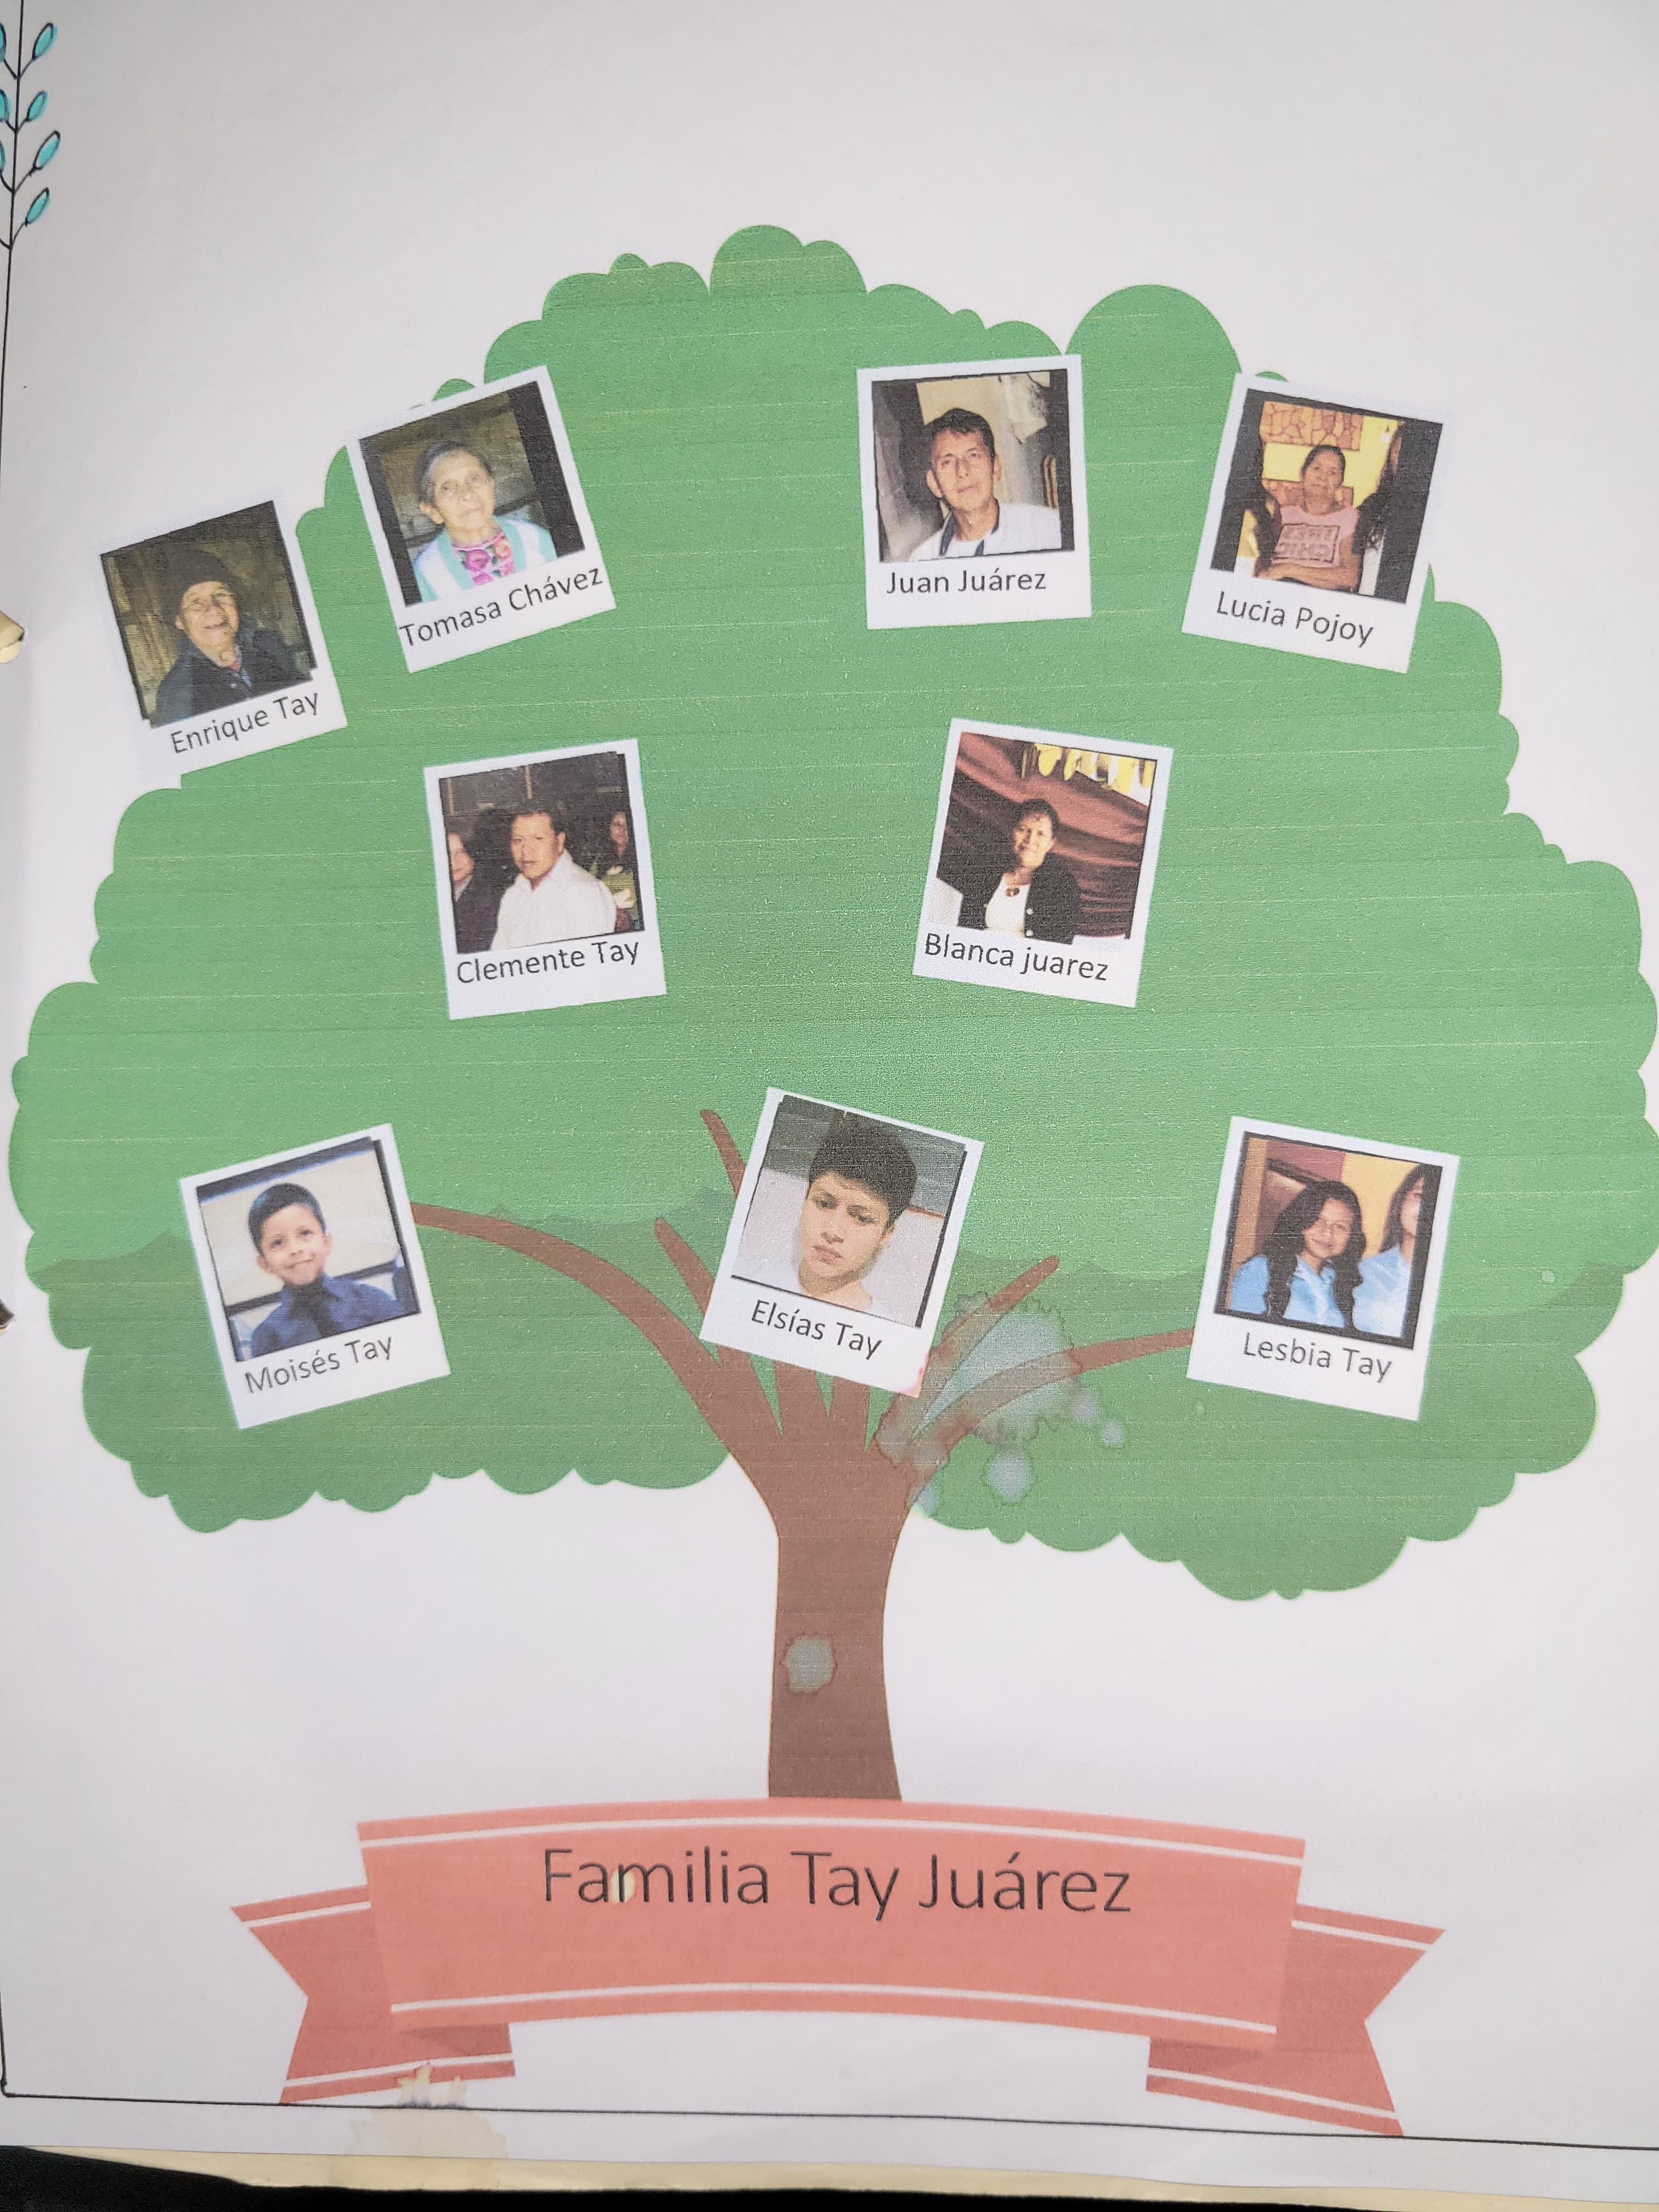 Tomasa Chávez
Juan Juárez
Lucia Pojoy
Enrique Tay
Clemente Tay
Blanca juarez
Moisés Tay
Elsías Tay
Lesbia Tay
Familia Tay Juárez